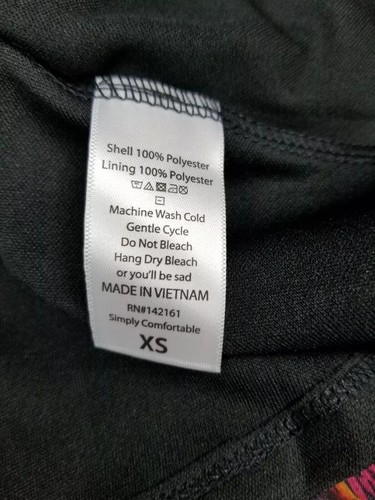 Shell 100% Polyester
Lining 100% Polyester
Machine Wash Cold
Gentle Cycle
Do Not Bleach
Hang Dry Bleach
or you'll be sad
MADE IN VIETNAM
RN#142161
Simply Comfortable
XS